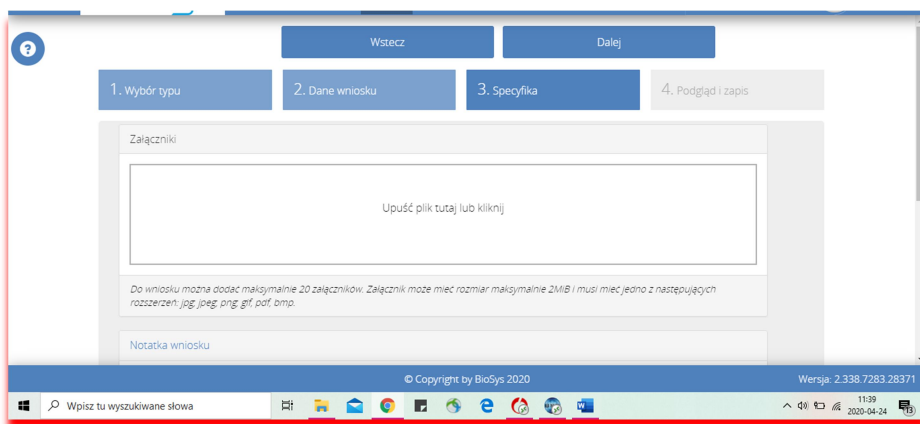 Wstecz
Dalej
1. Wybór typu
2. Dane wniosku
3. Specyfika
4. Podgląd i zapis
Załączniki
Upuść plik tutaj lub kliknij
Do wniosku można dodać maksymalnie 20 załączników. Załącznik może mieć rozmiar maksymalnie 2MiB i musi mieć jedno z następujących
rozszerzeń: jpg, jpeg, png, gif, pdf, bmp.
Notatka wniosku
© Copyright by BioSys 2020
Wersja: 2.338.7283.28371
Wpisz tu wyszukiwane słowa
11:39
2020-04-24
13